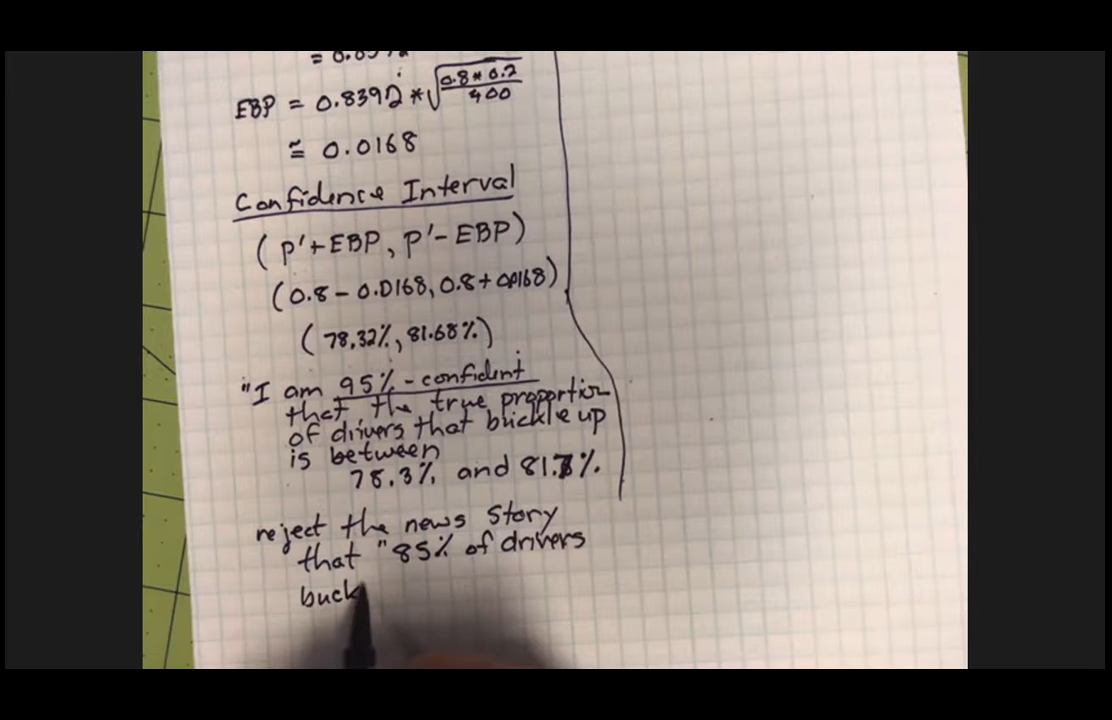 EBP = 0.8392 * √(0.8 * 0.2 / 400)
≅ 0.0168
Confidence Interval
( p'+EBP, p'-EBP )
( 0.8 - 0.0168, 0.8 + 0.0168 )
( 78.32%, 81.68% )
"I am 95%-confident
that the true proportion
of drivers that buckle up
is between
78.3% and 81.7%.
reject the news story
that "85% of drivers
buck